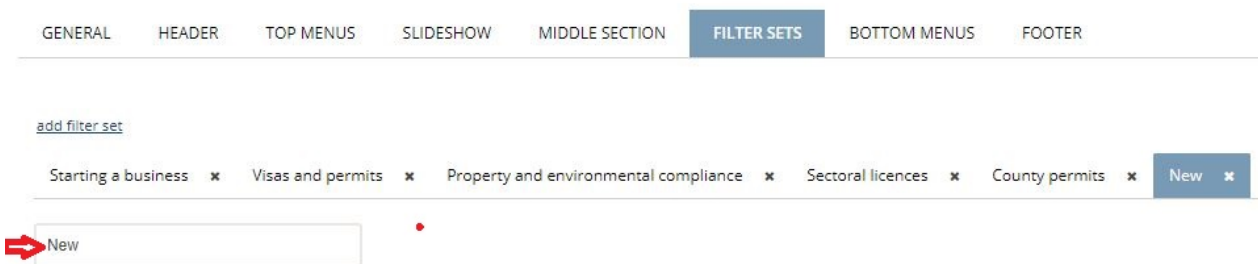 GENERAL HEADER TOP MENUS SLIDESHOW MIDDLE SECTION FILTER SETS BOTTOM MENUS FOOTER
add filter set
Starting a business × Visas and permits × Property and environmental compliance × Sectoral licences × County permits × New ×
New